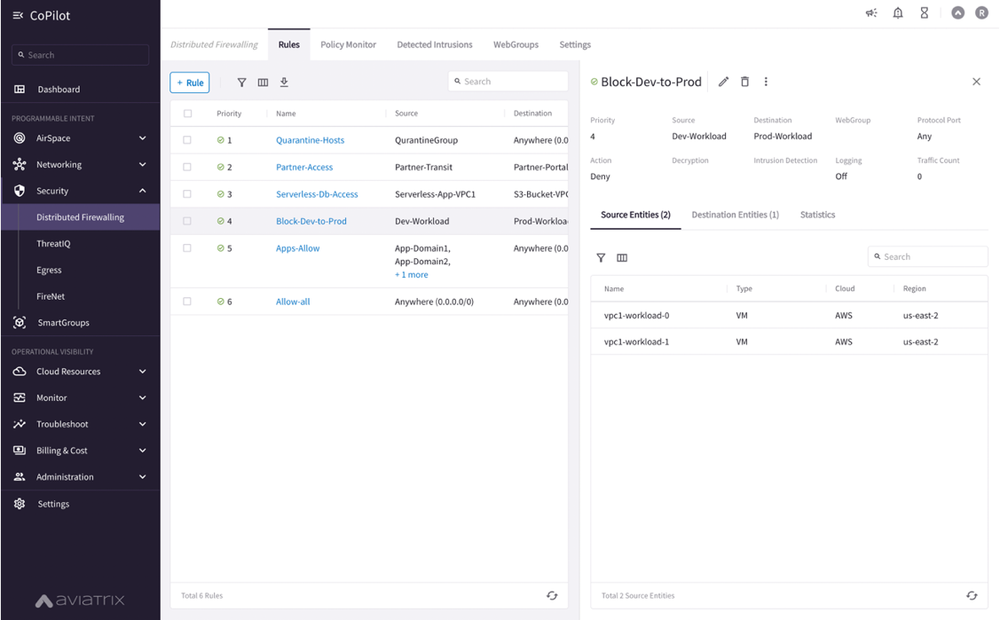 CoPilot
Search
Dashboard
PROGRAMMABLE INTENT
AirSpace
Networking
Security
Distributed Firewalling
ThreatIQ
Egress
FireNet
SmartGroups
OPERATIONAL VISIBILITY
Cloud Resources
Monitor
Troubleshoot
Billing & Cost
Administration
Settings
aviatrix
R
Distributed Firewalling Rules Policy Monitor Detected Intrusions WebGroups Settings
+ Rule Search
Priority Name Source Destination
1 Quarantine-Hosts QurantineGroup Anywhere (0.0
2 Partner-Access Partner-Transit Partner-Portal
3 Serverless-Db-Access Serverless-App-VPC1 S3-Bucket-VPC
4 Block-Dev-to-Prod Dev-Workload Prod-Workloa
5 Apps-Allow App-Domain1, Anywhere (0.0
App-Domain2,
+ 1 more
6 Allow-all Anywhere (0.0.0.0/0) Anywhere (0.0
Total 6 Rules
Block-Dev-to-Prod
Priority Source Destination WebGroup Protocol Port
4 Dev-Workload Prod-Workload Any
Action Decryption Intrusion Detection Logging Traffic Count
Deny Off 0
Source Entities (2) Destination Entities (1) Statistics
Search
Name Type Cloud Region
vpc1-workload-0 VM AWS us-east-2
vpc1-workload-1 VM AWS us-east-2
Total 2 Source Entities